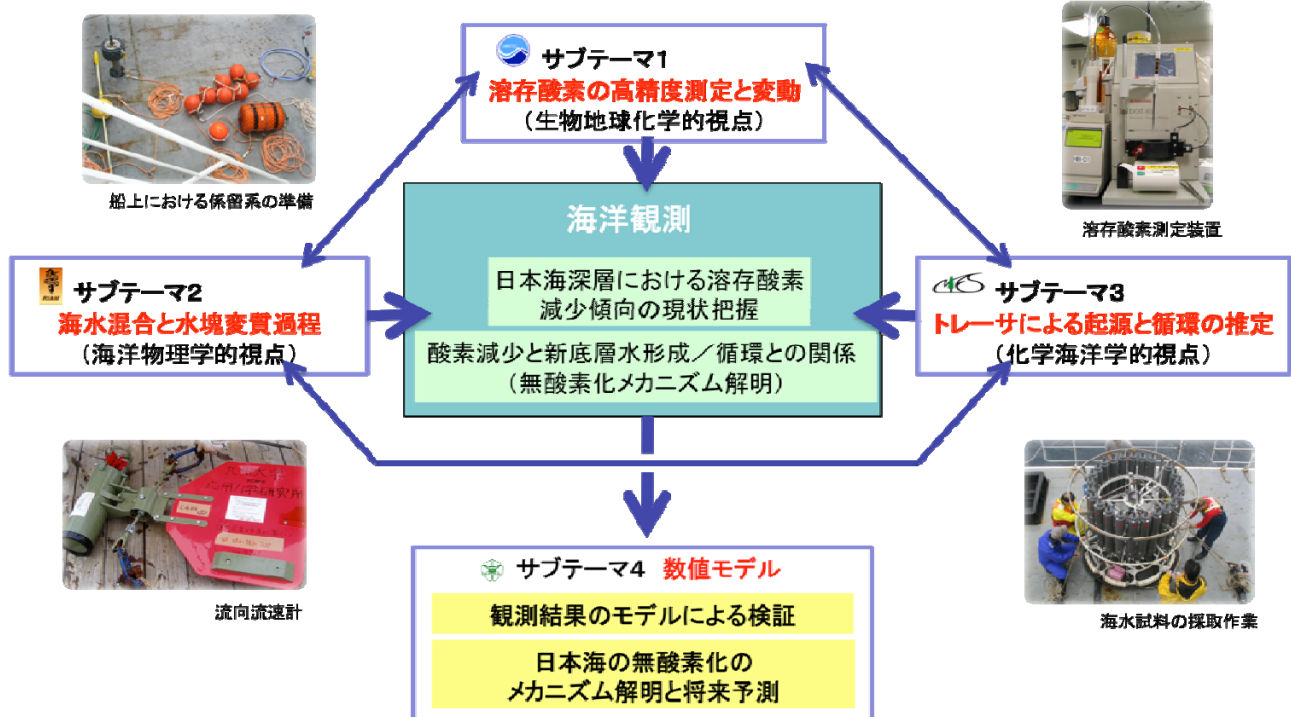 サブテーマ1
溶存酸素の高精度測定と変動
(生物地球化学的視点)
船上における係留系の準備
溶存酸素測定装置
海洋観測
日本海深層における溶存酸素
減少傾向の現状把握
酸素減少と新底層水形成／循環との関係
(無酸素化メカニズム解明)
サブテーマ2
海水混合と水塊変質過程
(海洋物理学的視点)
サブテーマ3
トレーサによる起源と循環の推定
(化学海洋学的視点)
流向流速計
海水試料の採取作業
サブテーマ4 数値モデル
観測結果のモデルによる検証
日本海の無酸素化の
メカニズム解明と将来予測